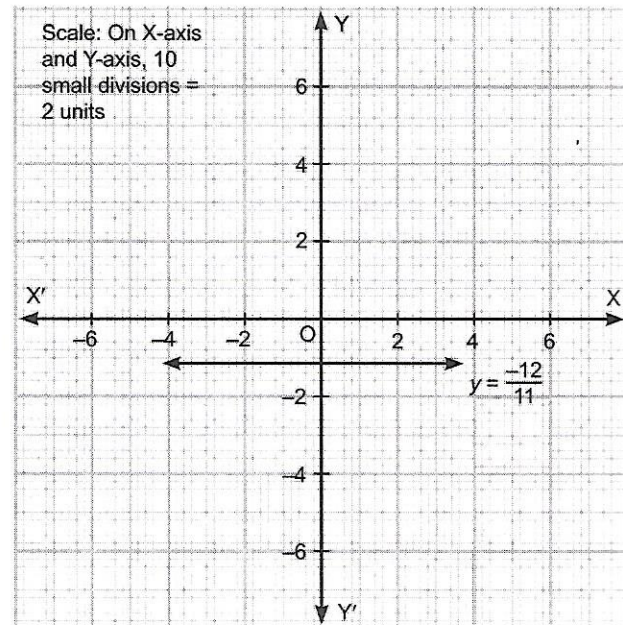 Scale: On X-axis
and Y-axis, 10
small divisions =
2 units
Y
6
4
2
X′
X
–6
–4
–2
O
0
2
4
6
y = –12/11
–2
–4
–6
Y′